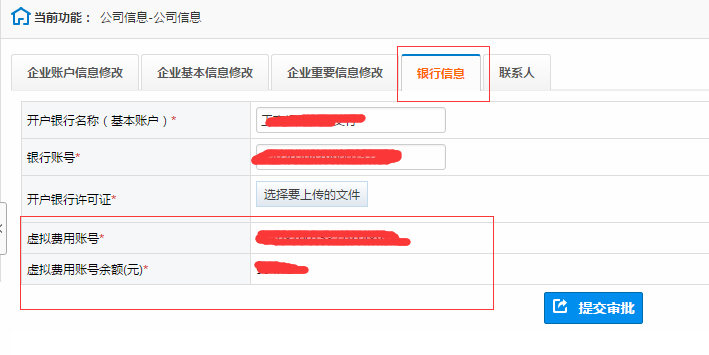 当前功能： 公司信息-公司信息
企业账户信息修改 企业基本信息修改 企业重要信息修改 银行信息 联系人
开户银行名称（基本账户）*
银行账号*
开户银行许可证* 选择要上传的文件
虚拟费用账号*
虚拟费用账号余额(元)*
提交审批